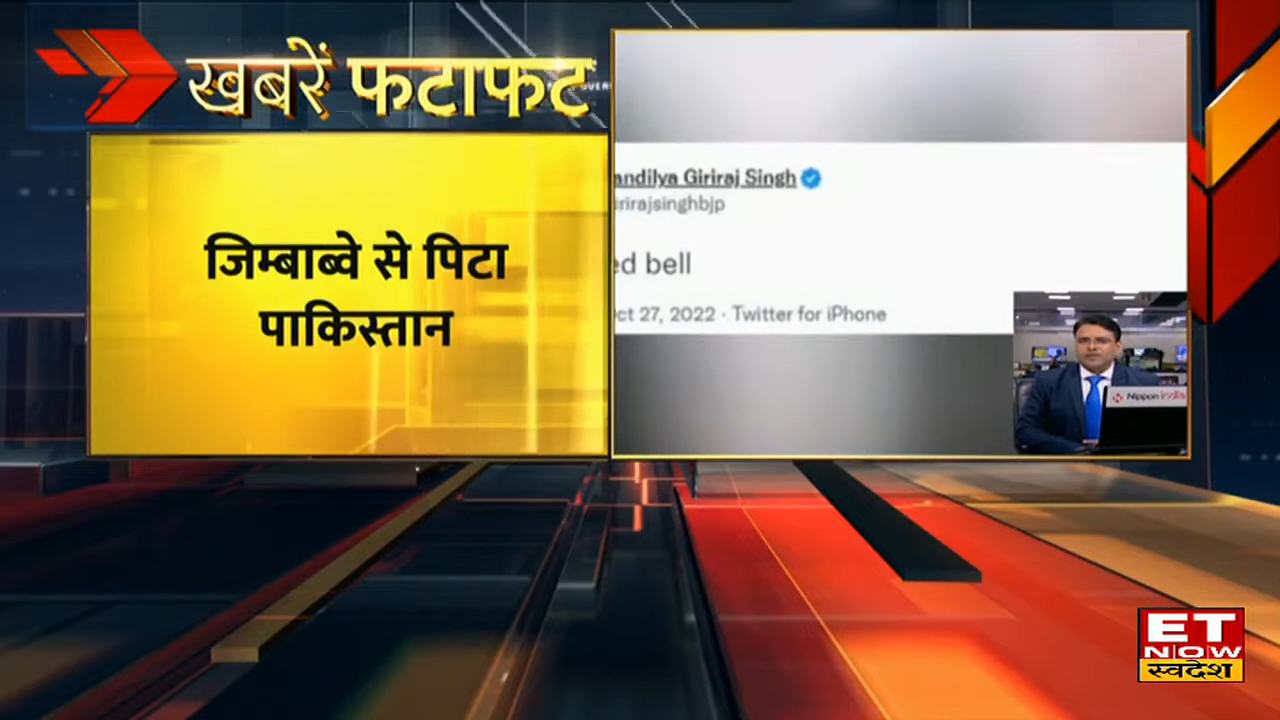 खबरें फटाफट
जिम्बाब्वे से पिटा
पाकिस्तान
andilya Giriraj Singh
irirajsinghbjp
ed bell
ct 27, 2022 · Twitter for iPhone
Nippon india
ET
NOW
स्वदेश